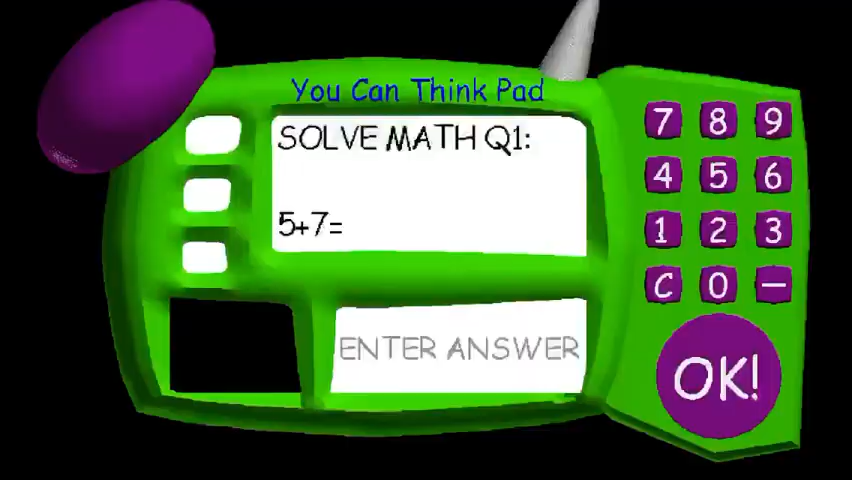 You Can Think Pad
SOLVE MATH Q1:
5+7=
ENTER ANSWER
7 8 9
4 5 6
1 2 3
C 0 –
OK!